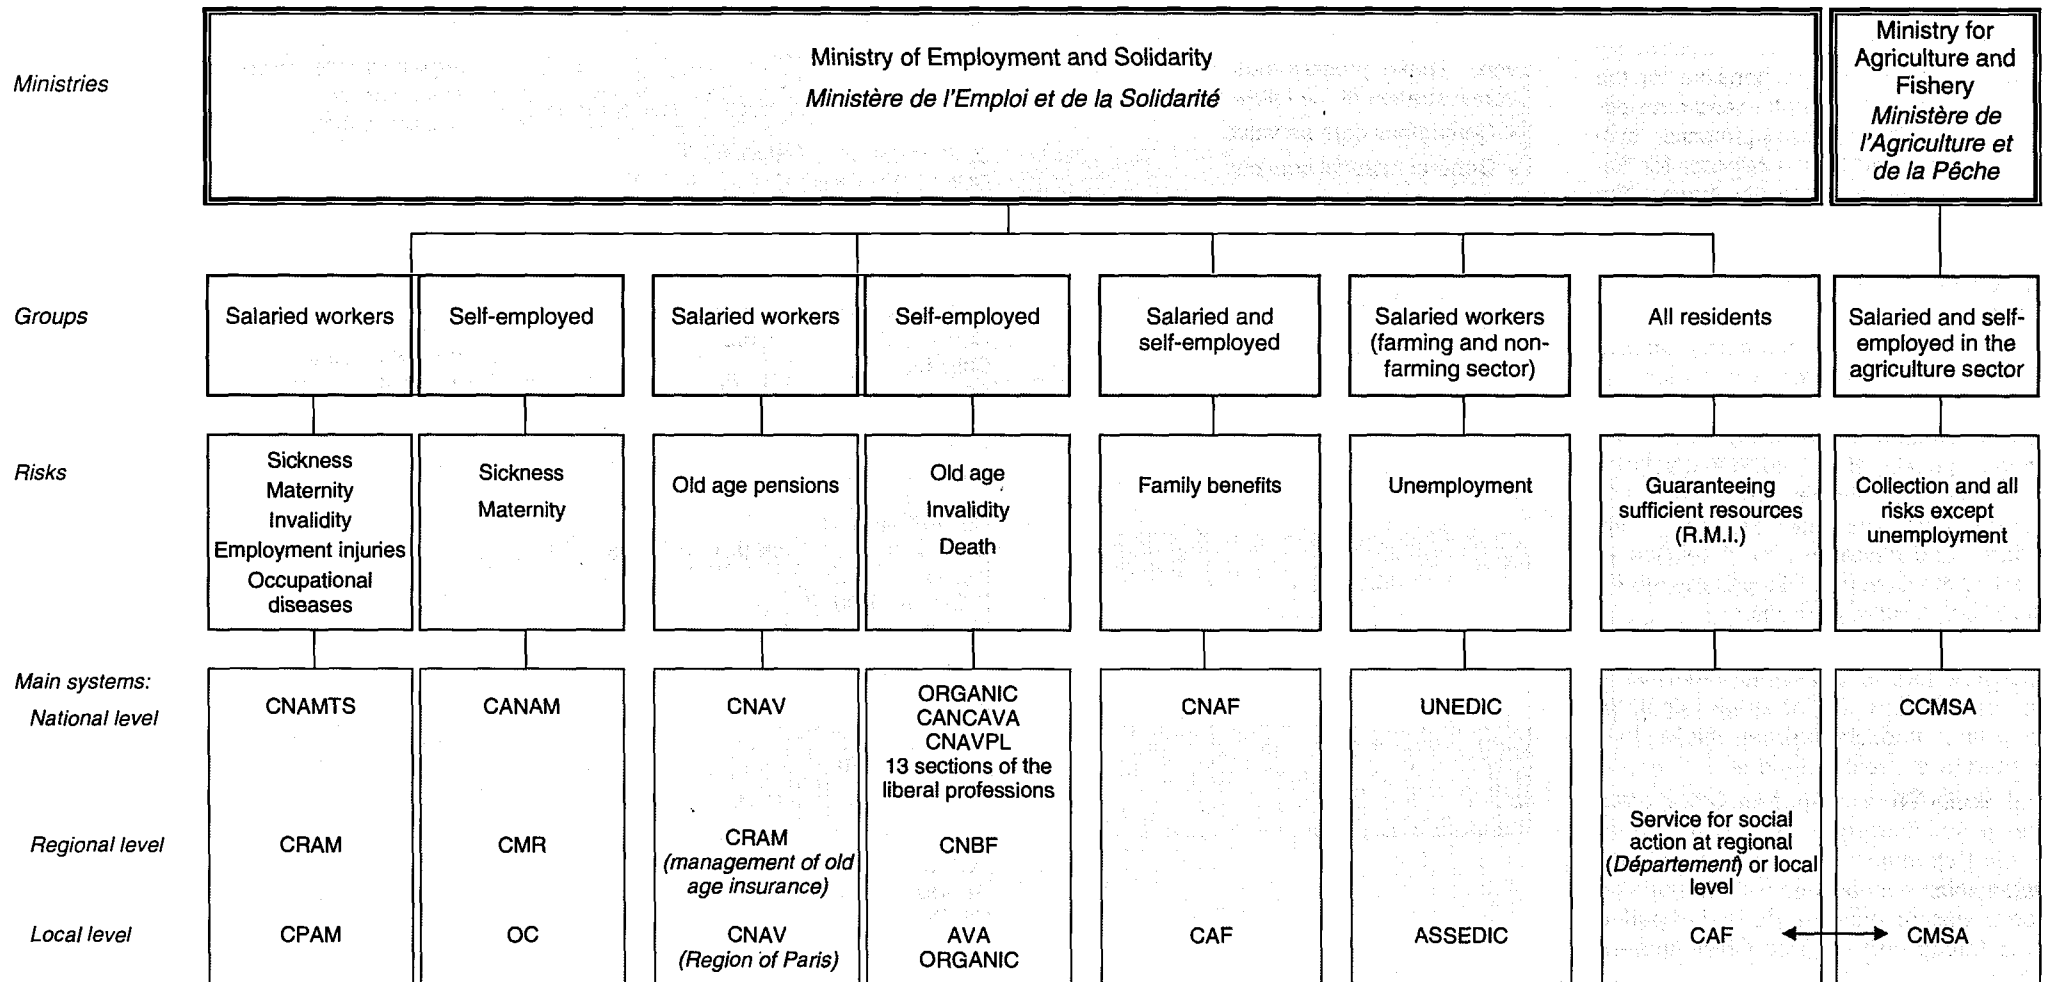 Ministries
Ministry of Employment and Solidarity
Ministère de l'Emploi et de la Solidarité
Ministry for
Agriculture and
Fishery
Ministère de
l'Agriculture et
de la Pêche
Groups
Salaried workers
Self-employed
Salaried workers
Self-employed
Salaried and
self-employed
Salaried workers
(farming and non-
farming sector)
All residents
Salaried and self-
employed in the
agriculture sector
Risks
Sickness
Maternity
Invalidity
Employment injuries
Occupational
diseases
Sickness
Maternity
Old age pensions
Old age
Invalidity
Death
Family benefits
Unemployment
Guaranteeing
sufficient resources
(R.M.I.)
Collection and all
risks except
unemployment
Main systems:
National level
CNAMTS
CANAM
CNAV
ORGANIC
CANCAVA
CNAVPL
13 sections of the
liberal professions
CNAF
UNEDIC
CCMSA
Regional level
CRAM
CMR
CRAM
(management of old
age insurance)
CNBF
Service for social
action at regional
(Département) or local
level
Local level
CPAM
OC
CNAV
(Region of Paris)
AVA
ORGANIC
CAF
ASSEDIC
CAF
CMSA